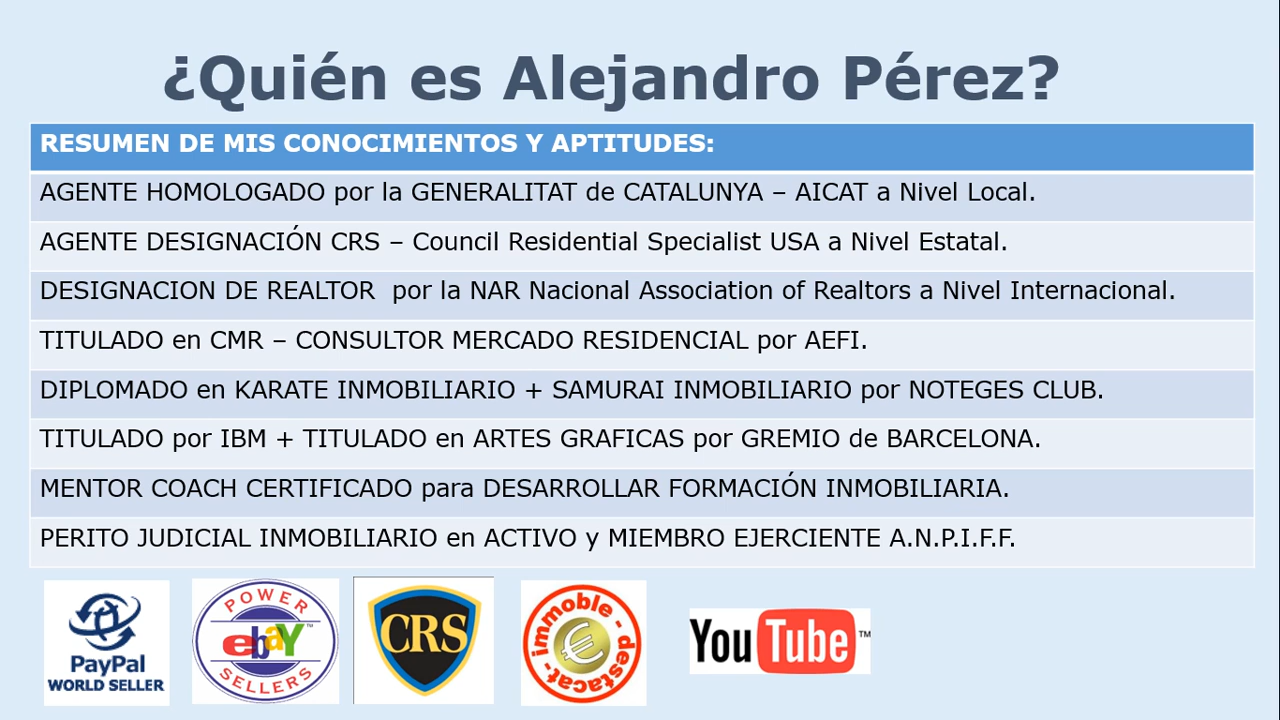 ¿Quién es Alejandro Pérez?
RESUMEN DE MIS CONOCIMIENTOS Y APTITUDES:
AGENTE HOMOLOGADO por la GENERALITAT de CATALUNYA – AICAT a Nivel Local.
AGENTE DESIGNACIÓN CRS – Council Residential Specialist USA a Nivel Estatal.
DESIGNACION DE REALTOR  por la NAR Nacional Association of Realtors a Nivel Internacional.
TITULADO en CMR – CONSULTOR MERCADO RESIDENCIAL por AEFI.
DIPLOMADO en KARATE INMOBILIARIO + SAMURAI INMOBILIARIO por NOTEGES CLUB.
TITULADO por IBM + TITULADO en ARTES GRAFICAS por GREMIO de BARCELONA.
MENTOR COACH CERTIFICADO para DESARROLLAR FORMACIÓN INMOBILIARIA.
PERITO JUDICIAL INMOBILIARIO en ACTIVO y MIEMBRO EJERCIENTE A.N.P.I.F.F.
PayPal
WORLD SELLER
POWER
ebaY™
SELLERS
CRS
immoble - destacat -
€
YouTube™